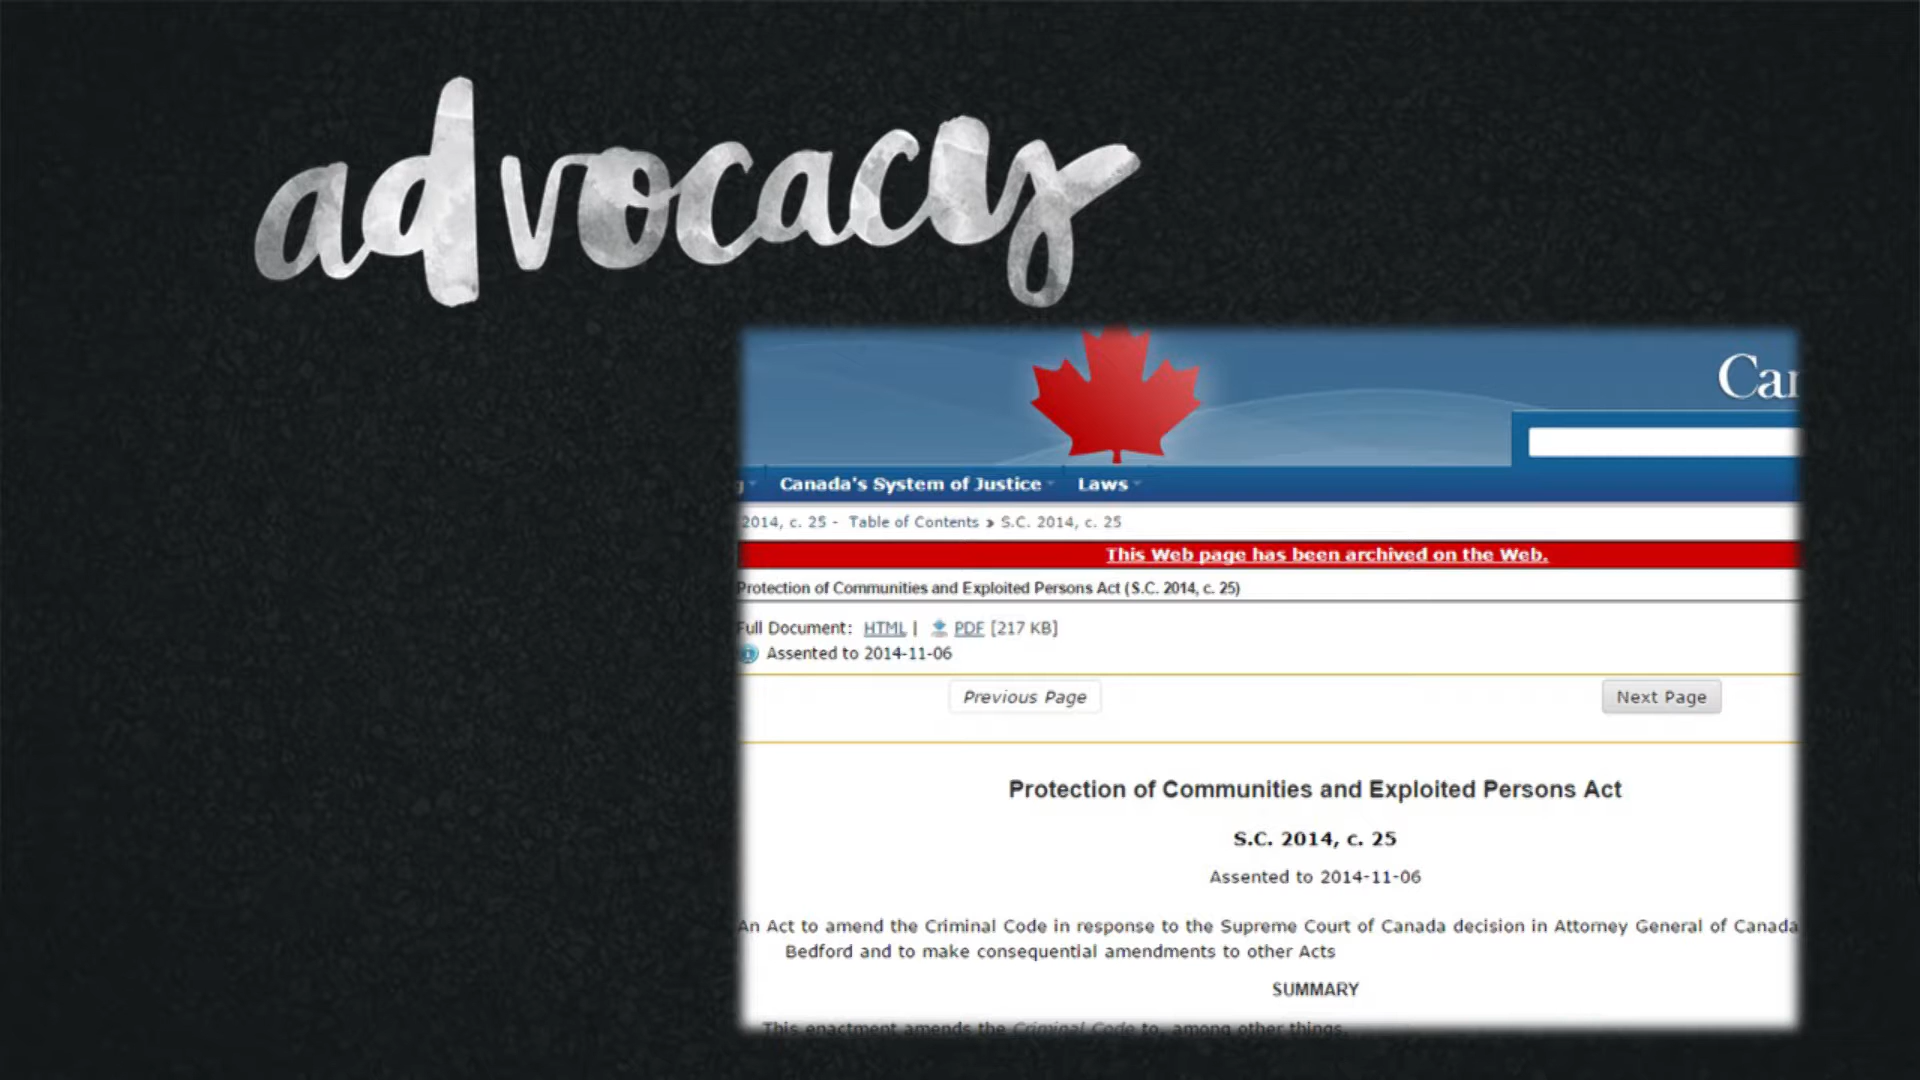 advocacy
Canada's System of Justice Laws
2014, c. 25 - Table of Contents » S.C. 2014, c. 25
This Web page has been archived on the Web.
Protection of Communities and Exploited Persons Act (S.C. 2014, c. 25)
Full Document: HTML | PDF [217 KB]
Assented to 2014-11-06
Previous Page
Next Page
Protection of Communities and Exploited Persons Act
S.C. 2014, c. 25
Assented to 2014-11-06
An Act to amend the Criminal Code in response to the Supreme Court of Canada decision in Attorney General of Canada
Bedford and to make consequential amendments to other Acts
SUMMARY
This enactment amends the Criminal Code to, among other things,